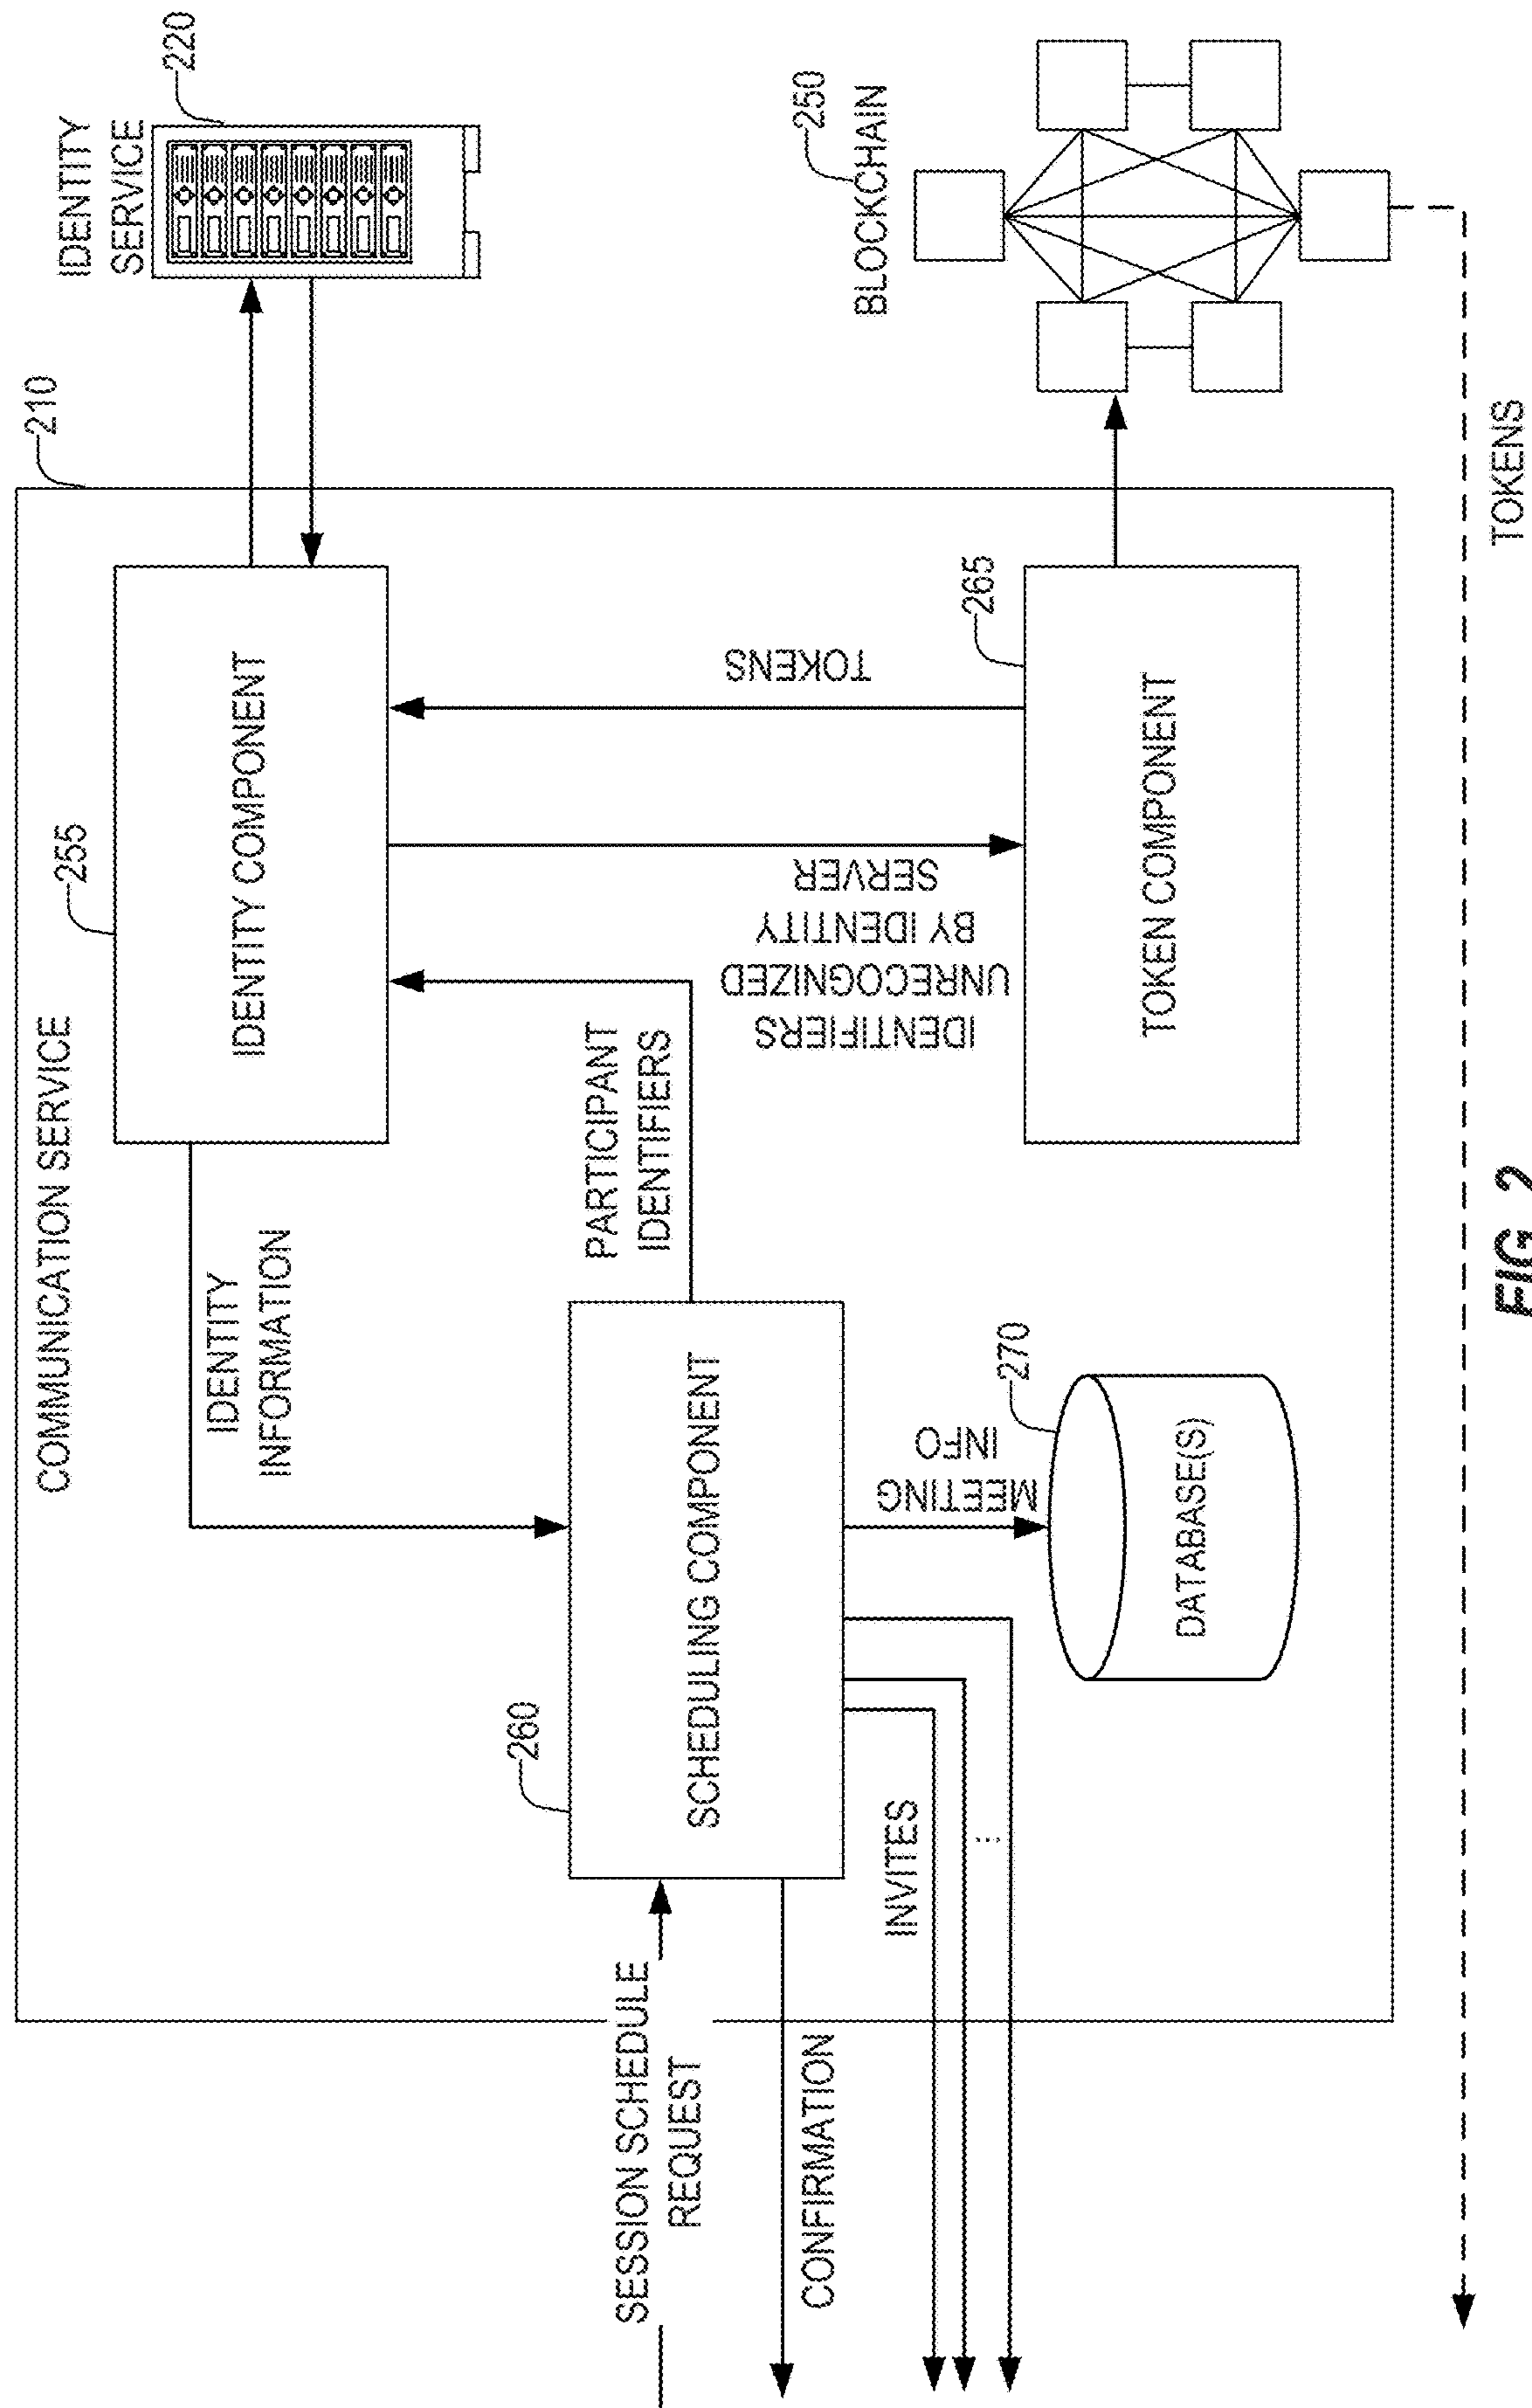 COMMUNICATION SERVICE
210
IDENTITY
SERVICE
220
255
IDENTITY COMPONENT
IDENTITY
INFORMATION
PARTICIPANT
IDENTIFIERS
SESSION SCHEDULE
REQUEST
260
SCHEDULING COMPONENT
CONFIRMATION
INVITES
...
MEETING
INFO
270
DATABASE(S)
IDENTIFIERS
UNRECOGNIZED
BY IDENTITY
SERVER
TOKENS
265
TOKEN COMPONENT
250
BLOCKCHAIN
TOKENS
FIG. 2